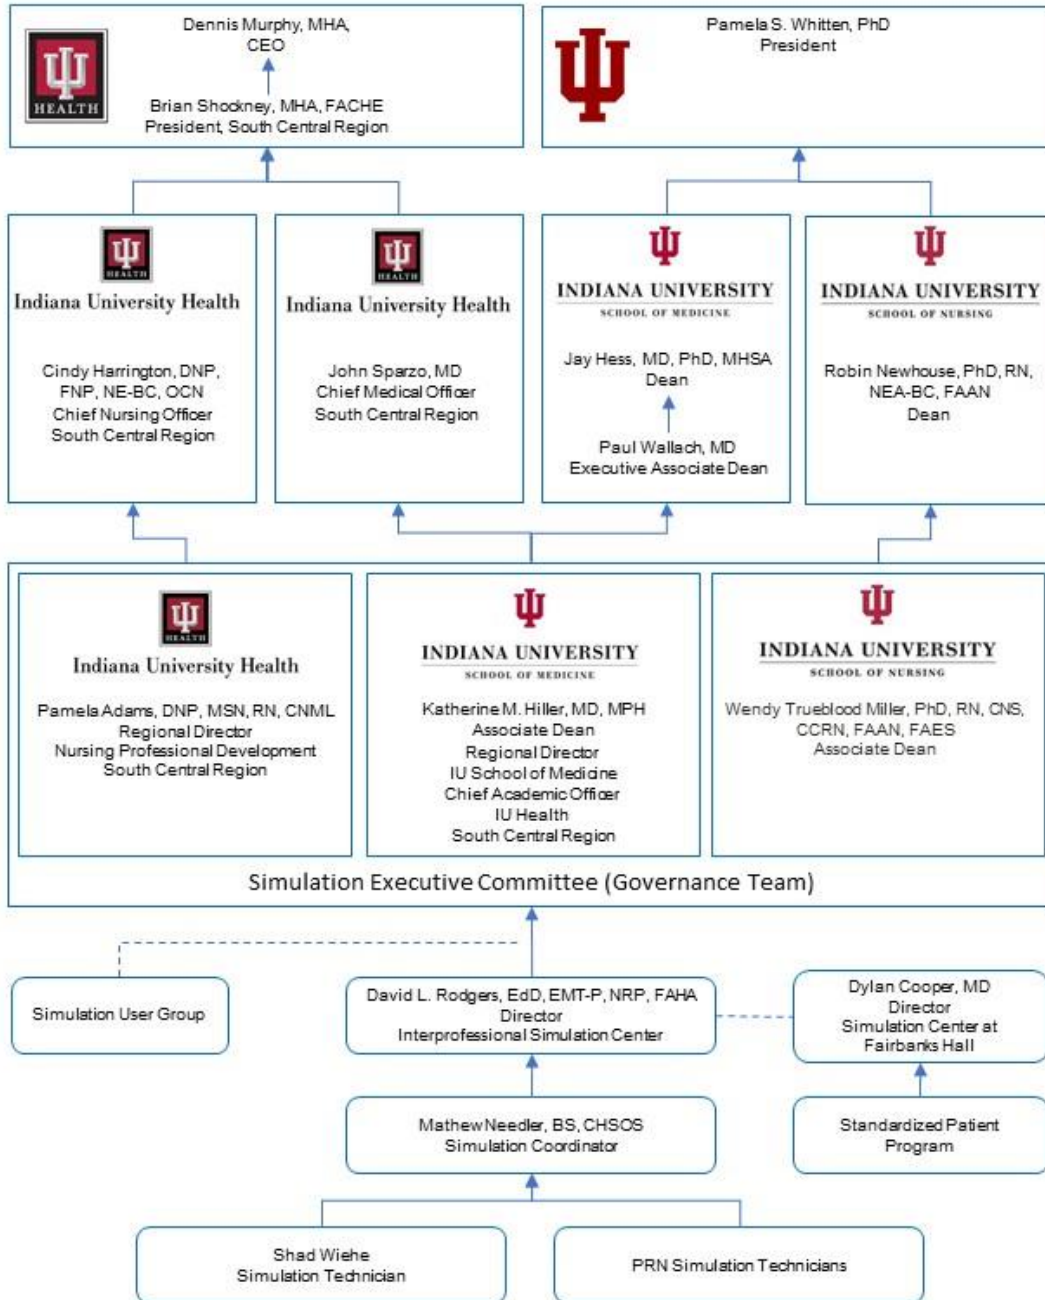 HEALTH
Dennis Murphy, MHA,
CEO
Brian Shockney, MHA, FACHE
President, South Central Region
Pamela S. Whitten, PhD
President
HEALTH
Indiana University Health
Cindy Harrington, DNP,
FNP, NE-BC, OCN
Chief Nursing Officer
South Central Region
HEALTH
Indiana University Health
John Sparzo, MD
Chief Medical Officer
South Central Region
INDIANA UNIVERSITY
SCHOOL OF MEDICINE
Jay Hess, MD, PhD, MHSA
Dean
Paul Wallach, MD
Executive Associate Dean
INDIANA UNIVERSITY
SCHOOL OF NURSING
Robin Newhouse, PhD, RN,
NEA-BC, FAAN
Dean
HEALTH
Indiana University Health
Pamela Adams, DNP, MSN, RN, CNML
Regional Director
Nursing Professional Development
South Central Region
INDIANA UNIVERSITY
SCHOOL OF MEDICINE
Katherine M. Hiller, MD, MPH
Associate Dean
Regional Director
IU School of Medicine
Chief Academic Officer
IU Health
South Central Region
INDIANA UNIVERSITY
SCHOOL OF NURSING
Wendy Trueblood Miller, PhD, RN, CNS,
CCRN, FAAN, FAES
Associate Dean
Simulation Executive Committee (Governance Team)
Simulation User Group
David L. Rodgers, EdD, EMT-P, NRP, FAHA
Director
Interprofessional Simulation Center
Dylan Cooper, MD
Director
Simulation Center at
Fairbanks Hall
Mathew Needler, BS, CHSOS
Simulation Coordinator
Standardized Patient
Program
Shad Wiehe
Simulation Technician
PRN Simulation Technicians